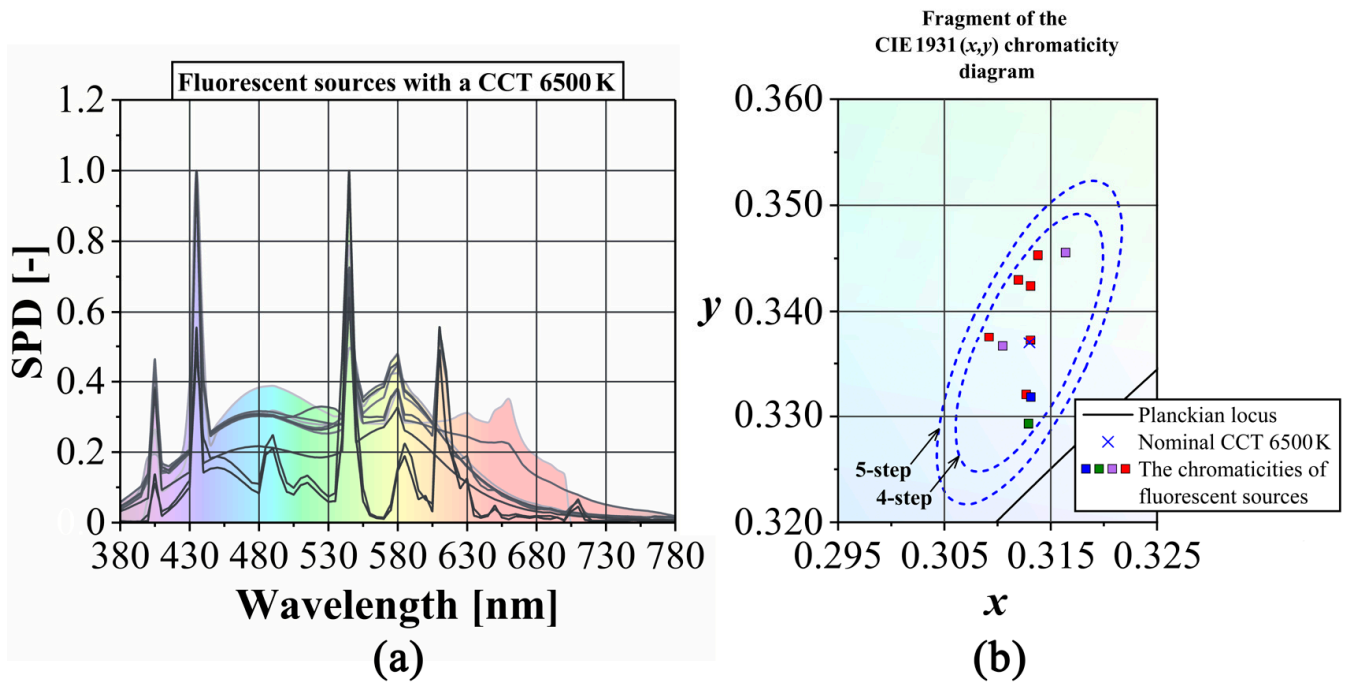 Fluorescent sources with a CCT 6500 K
1.2
1.0
0.8
0.6
0.4
0.2
0
380 430 480 530 580 630 680 730 780
SPD [-]
Wavelength [nm]
(a)
Fragment of the
CIE 1931 (x,y) chromaticity
diagram
0.360
0.350
0.340
0.330
0.320
y
0.295 0.305 0.315 0.325
x
5-step
4-step
Planckian locus
Nominal CCT 6500 K
The chromaticities of
fluorescent sources
(b)